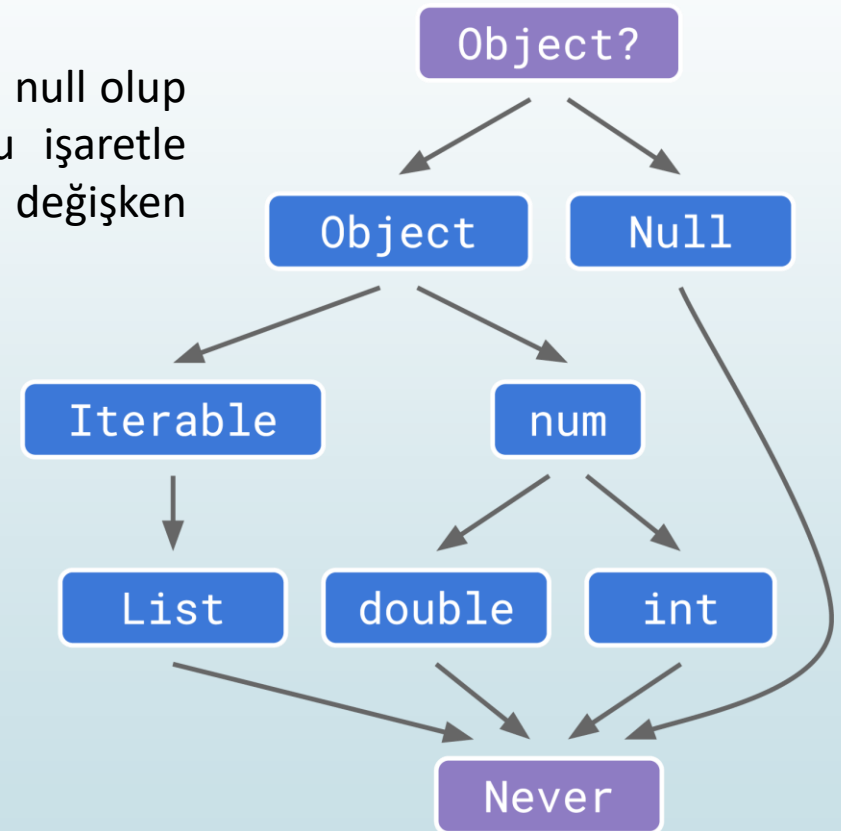 Object?
null olup
u işaretle
değişken
Object
Null
Iterable
num
List
double
int
Never